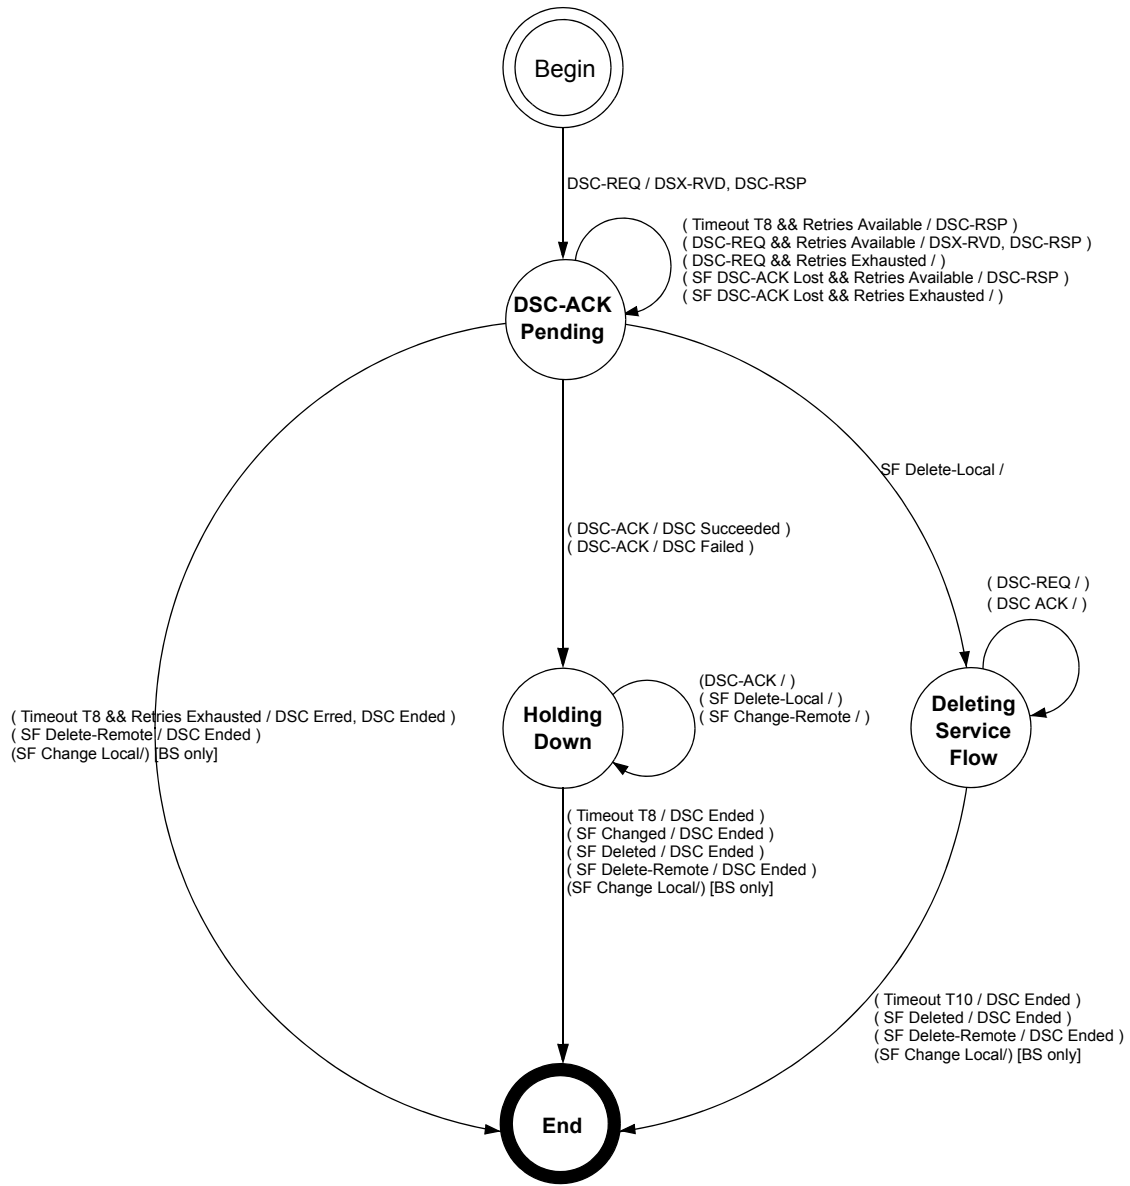 Begin
DSC-REQ / DSX-RVD, DSC-RSP
( Timeout T8 && Retries Available / DSC-RSP )
( DSC-REQ && Retries Available / DSX-RVD, DSC-RSP )
( DSC-REQ && Retries Exhausted / )
( SF DSC-ACK Lost && Retries Available / DSC-RSP )
( SF DSC-ACK Lost && Retries Exhausted / )
DSC-ACK
Pending
SF Delete-Local /
( DSC-ACK / DSC Succeeded )
( DSC-ACK / DSC Failed )
( DSC-REQ / )
( DSC ACK / )
(DSC-ACK / )
( SF Delete-Local / )
( SF Change-Remote / )
Holding
Down
Deleting
Service
Flow
( Timeout T8 && Retries Exhausted / DSC Erred, DSC Ended )
( SF Delete-Remote / DSC Ended )
(SF Change Local/) [BS only]
( Timeout T8 / DSC Ended )
( SF Changed / DSC Ended )
( SF Deleted / DSC Ended )
( SF Delete-Remote / DSC Ended )
(SF Change Local/) [BS only]
( Timeout T10 / DSC Ended )
( SF Deleted / DSC Ended )
( SF Delete-Remote / DSC Ended )
(SF Change Local/) [BS only]
End